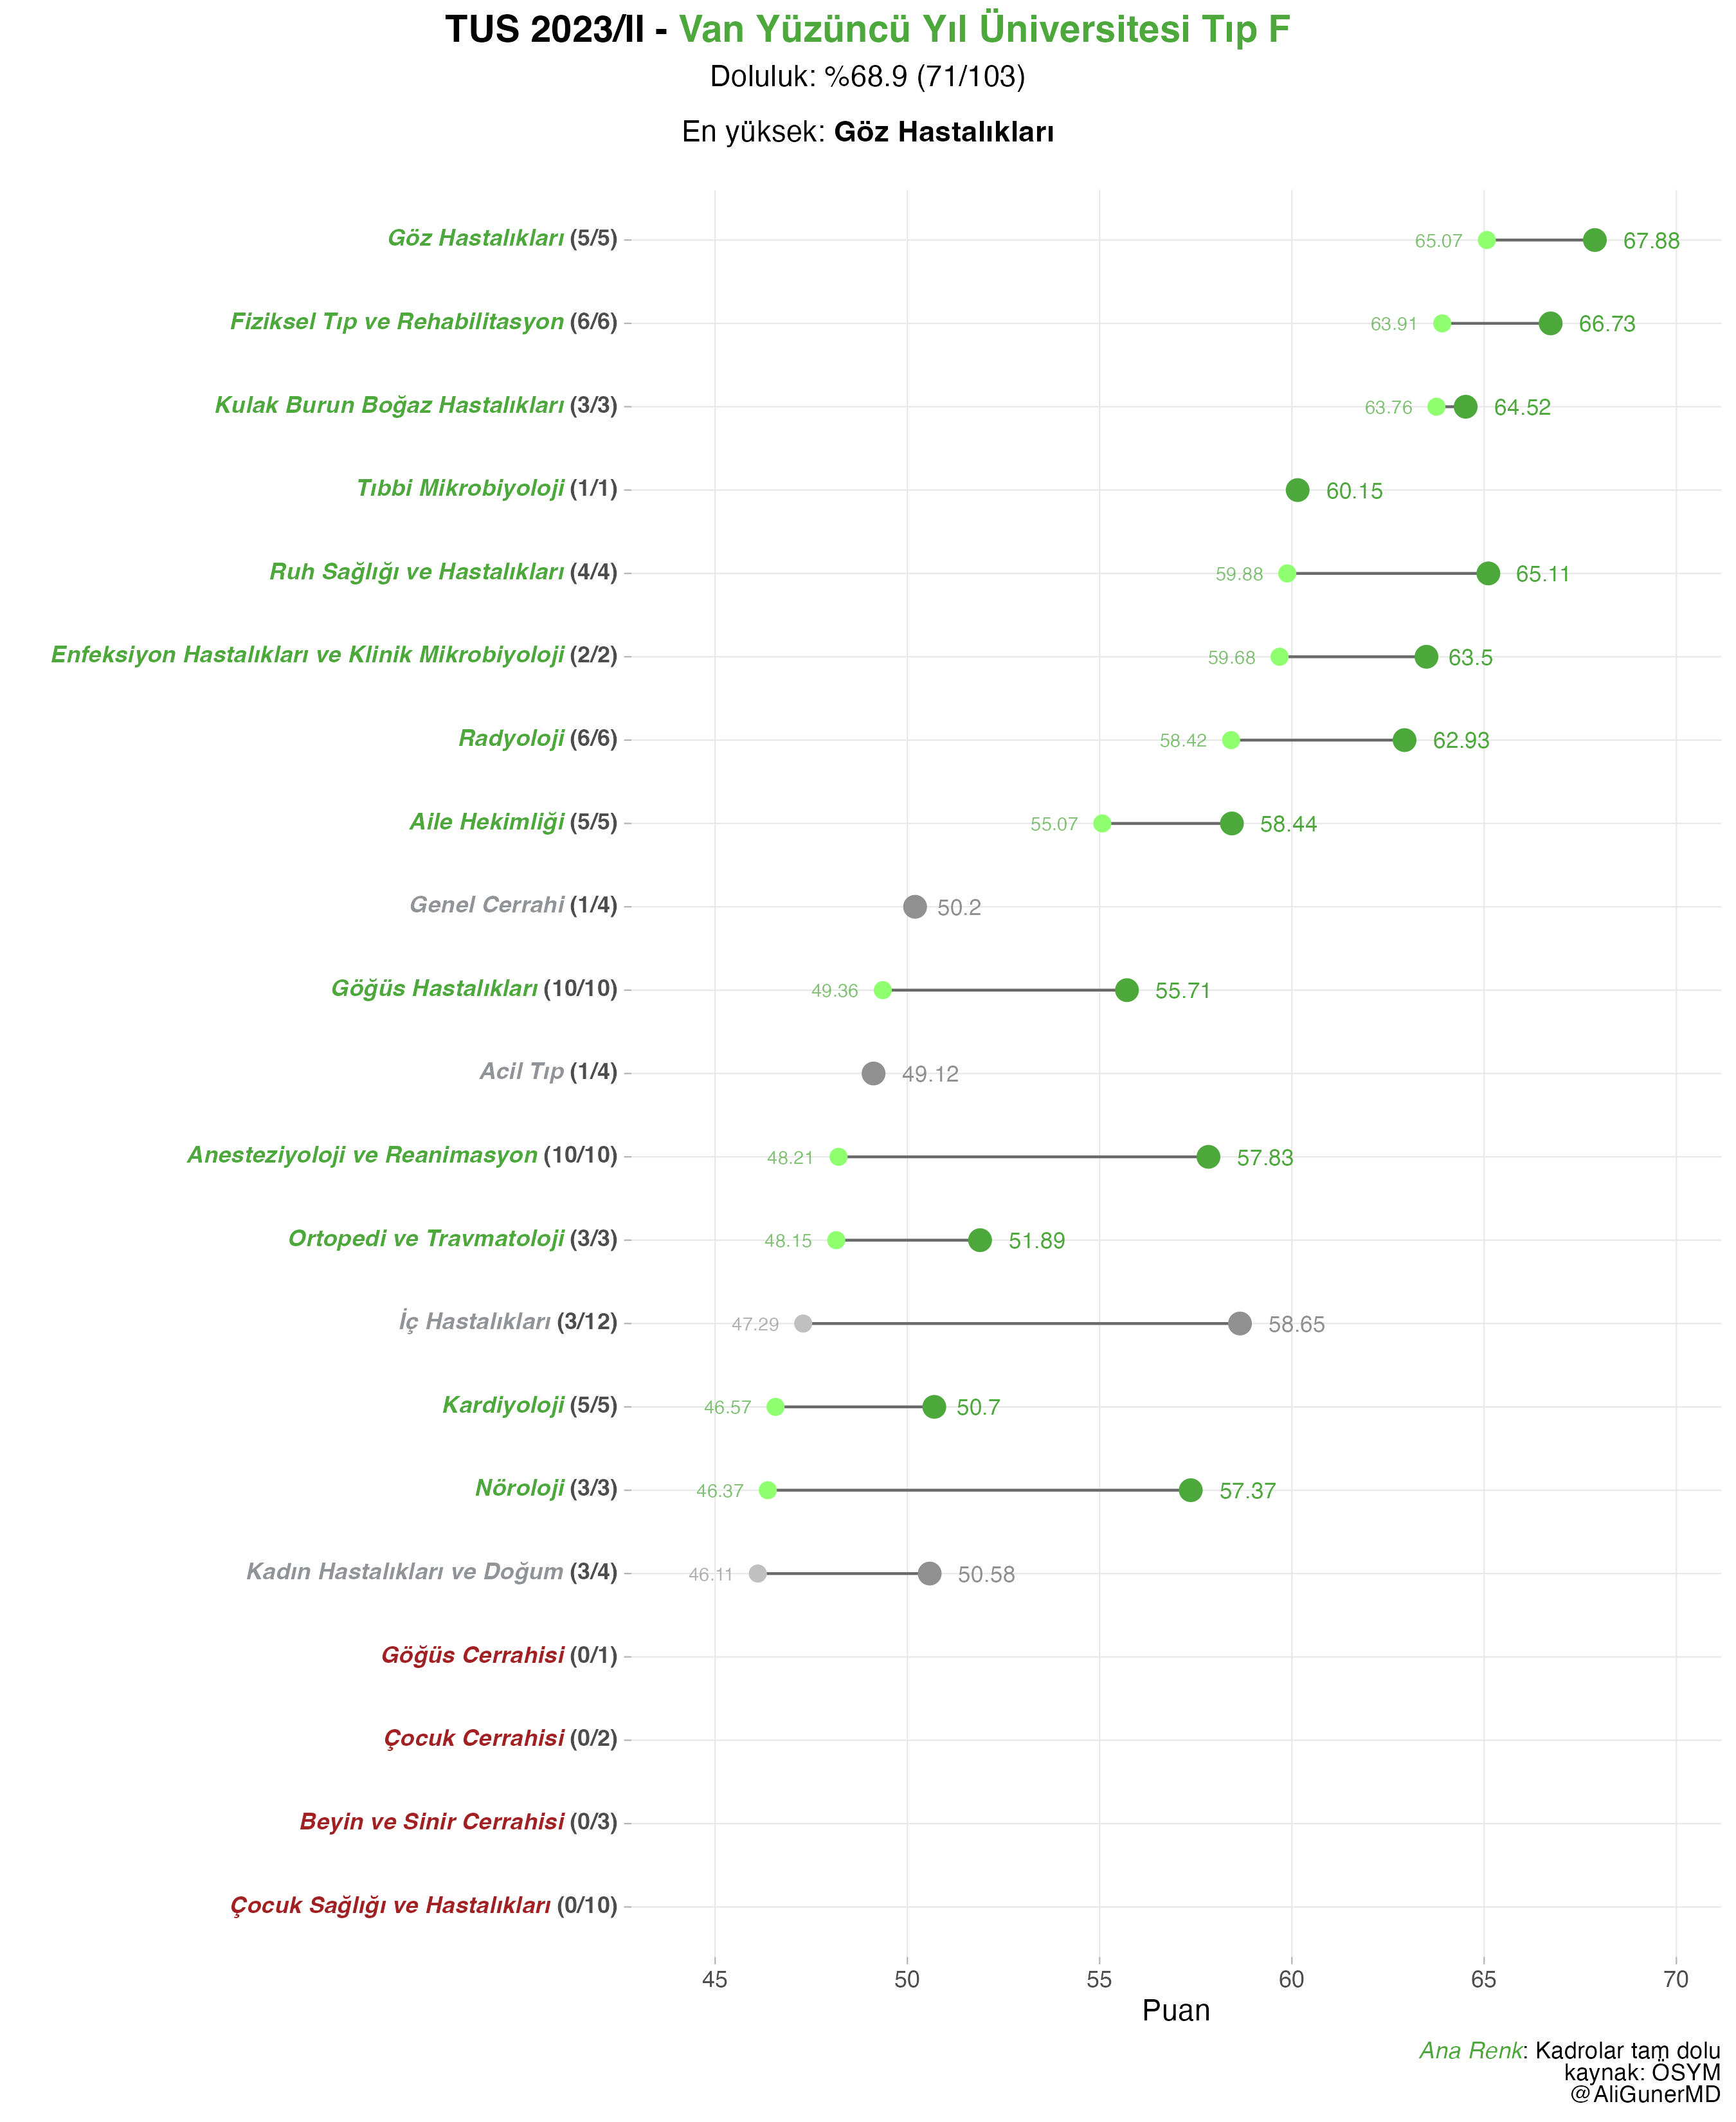 TUS 2023/II - Van Yüzüncü Yıl Üniversitesi Tıp F
Doluluk: %68.9 (71/103)
En yüksek: Göz Hastalıkları
Göz Hastalıkları (5/5) 65.07 67.88
Fiziksel Tıp ve Rehabilitasyon (6/6) 63.91 66.73
Kulak Burun Boğaz Hastalıkları (3/3) 63.76 64.52
Tıbbi Mikrobiyoloji (1/1) 60.15
Ruh Sağlığı ve Hastalıkları (4/4) 59.88 65.11
Enfeksiyon Hastalıkları ve Klinik Mikrobiyoloji (2/2) 59.68 63.5
Radyoloji (6/6) 58.42 62.93
Aile Hekimliği (5/5) 55.07 58.44
Genel Cerrahi (1/4) 50.2
Göğüs Hastalıkları (10/10) 49.36 55.71
Acil Tıp (1/4) 49.12
Anesteziyoloji ve Reanimasyon (10/10) 48.21 57.83
Ortopedi ve Travmatoloji (3/3) 48.15 51.89
İç Hastalıkları (3/12) 47.29 58.65
Kardiyoloji (5/5) 46.57 50.7
Nöroloji (3/3) 46.37 57.37
Kadın Hastalıkları ve Doğum (3/4) 46.11 50.58
Göğüs Cerrahisi (0/1)
Çocuk Cerrahisi (0/2)
Beyin ve Sinir Cerrahisi (0/3)
Çocuk Sağlığı ve Hastalıkları (0/10)
45 50 55 60 65 70
Puan
Ana Renk: Kadrolar tam dolu
kaynak: ÖSYM
@AliGunerMD